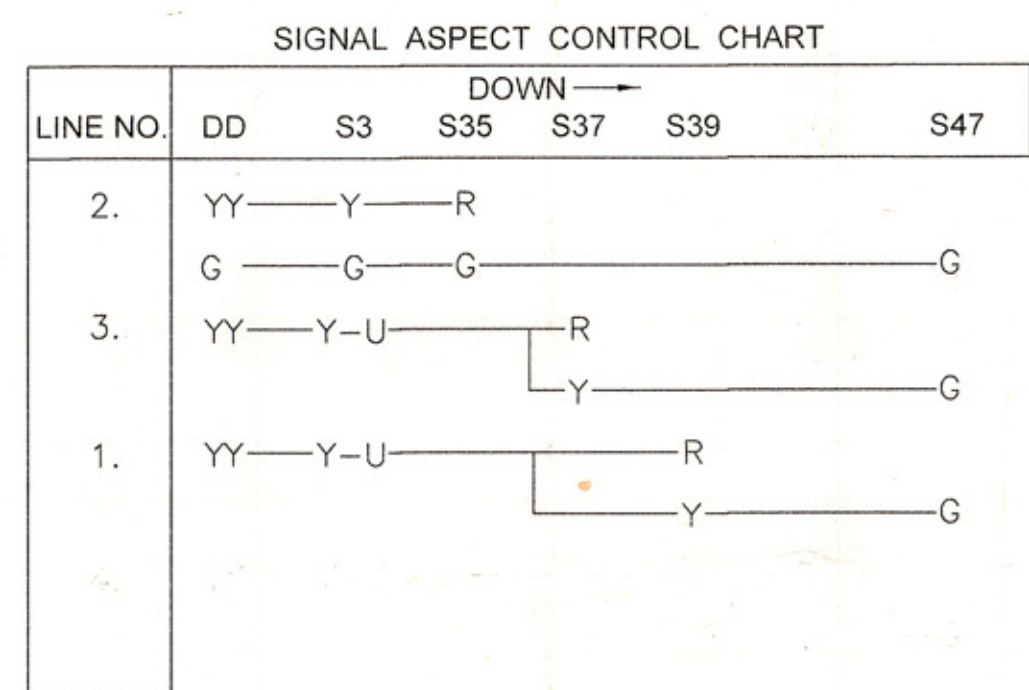 SIGNAL ASPECT CONTROL CHART
DOWN
LINE NO. DD S3 S35 S37 S39 S47
2. YY Y R
G G G G
3. YY Y-U R
Y G
1. YY Y-U R
Y G